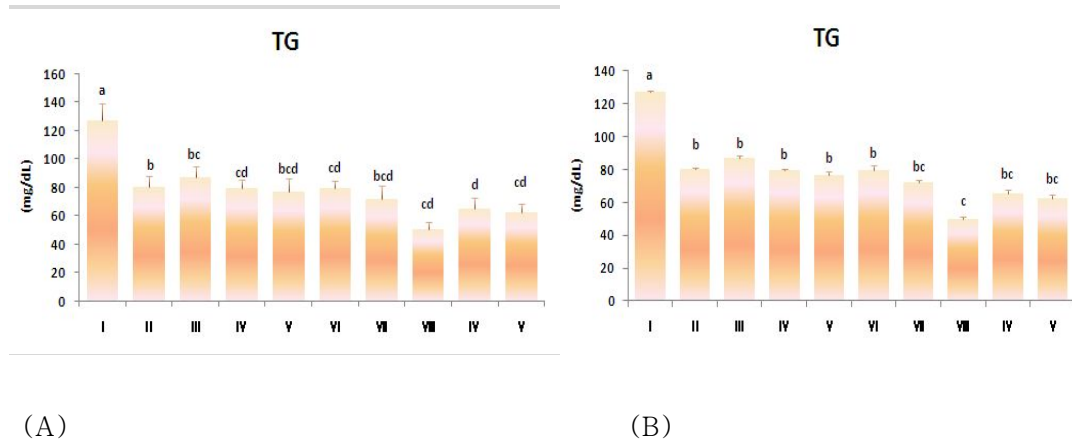 TG
160
140
120
100
80
60
40
20
0
(mg/dL)
a
b
bc
cd
bcd
cd
bcd
cd
d
cd
I II III IV V VI VII VIII IV V
(A)
TG
140
120
100
80
60
40
20
0
(mg/dL)
a
b
b
b
b
b
bc
c
bc
bc
I II III IV V VI VII VIII IV V
(B)